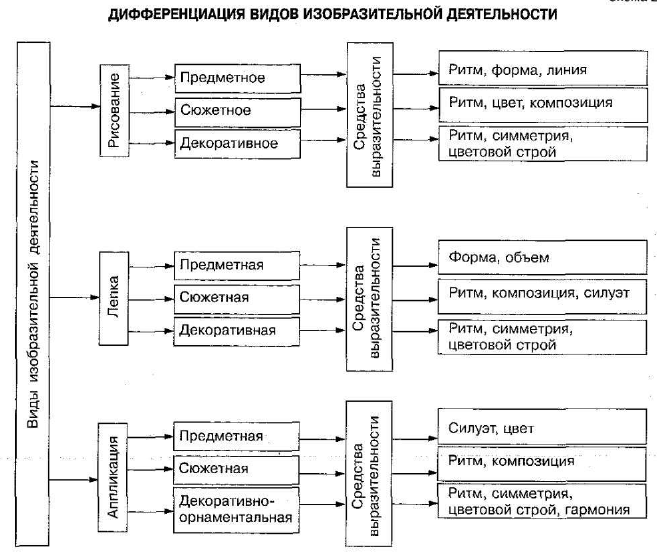 ДИФФЕРЕНЦИАЦИЯ ВИДОВ ИЗОБРАЗИТЕЛЬНОЙ ДЕЯТЕЛЬНОСТИ
Виды изобразительной деятельности
Рисование
Предметное
Сюжетное
Декоративное
Средства
выразительности
Ритм, форма, линия
Ритм, цвет, композиция
Ритм, симметрия,
цветовой строй
Лепка
Предметная
Сюжетная
Декоративная
Средства
выразительности
Форма, объем
Ритм, композиция, силуэт
Ритм, симметрия,
цветовой строй
Аппликация
Предметная
Сюжетная
Декоративно-
орнаментальная
Средства
выразительности
Силуэт, цвет
Ритм, композиция
Ритм, симметрия,
цветовой строй, гармония